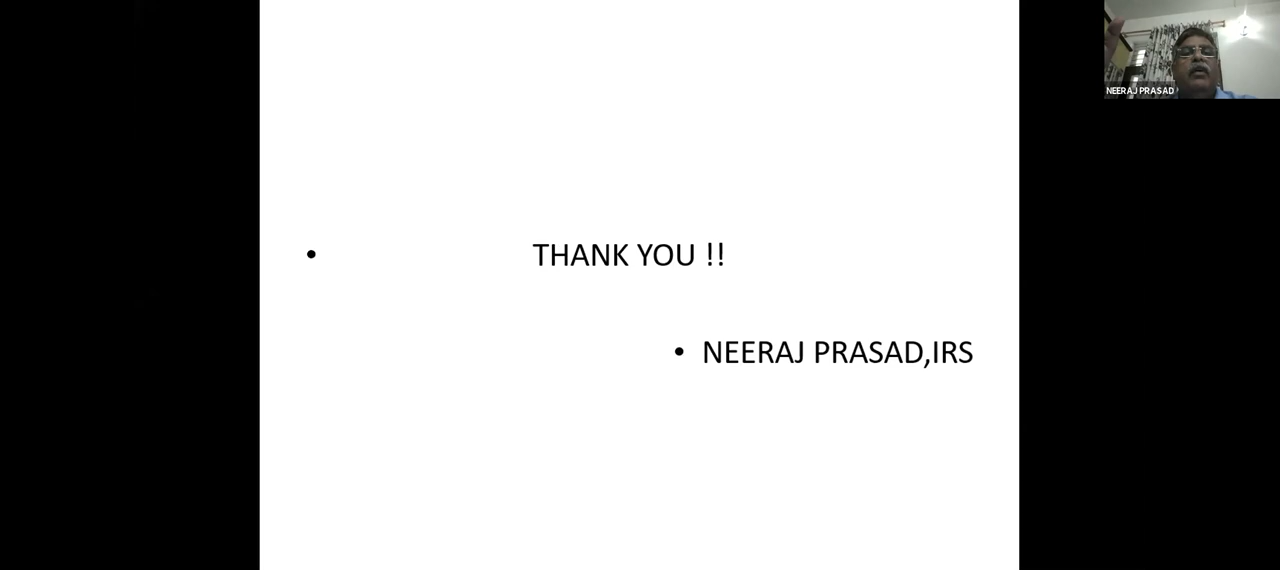 NEERAJ PRASAD
• THANK YOU !!
• NEERAJ PRASAD,IRS